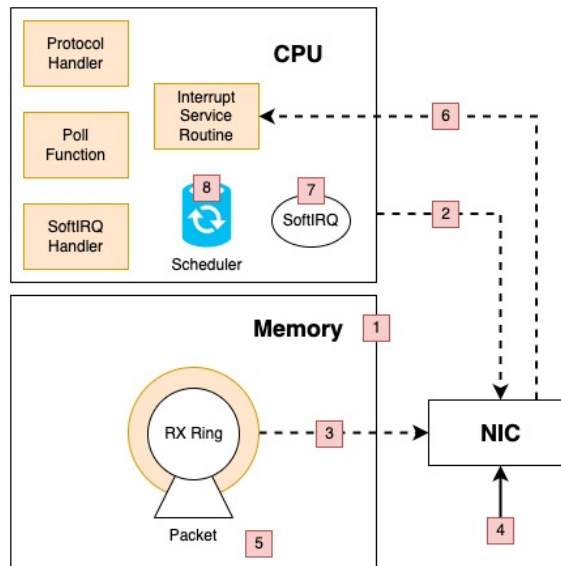 Protocol
Handler
CPU
Interrupt
Service
Routine
6
Poll
Function
8
7
SoftIRQ
2
SoftIRQ
Handler
Scheduler
Memory
1
RX Ring
3
NIC
Packet
5
4